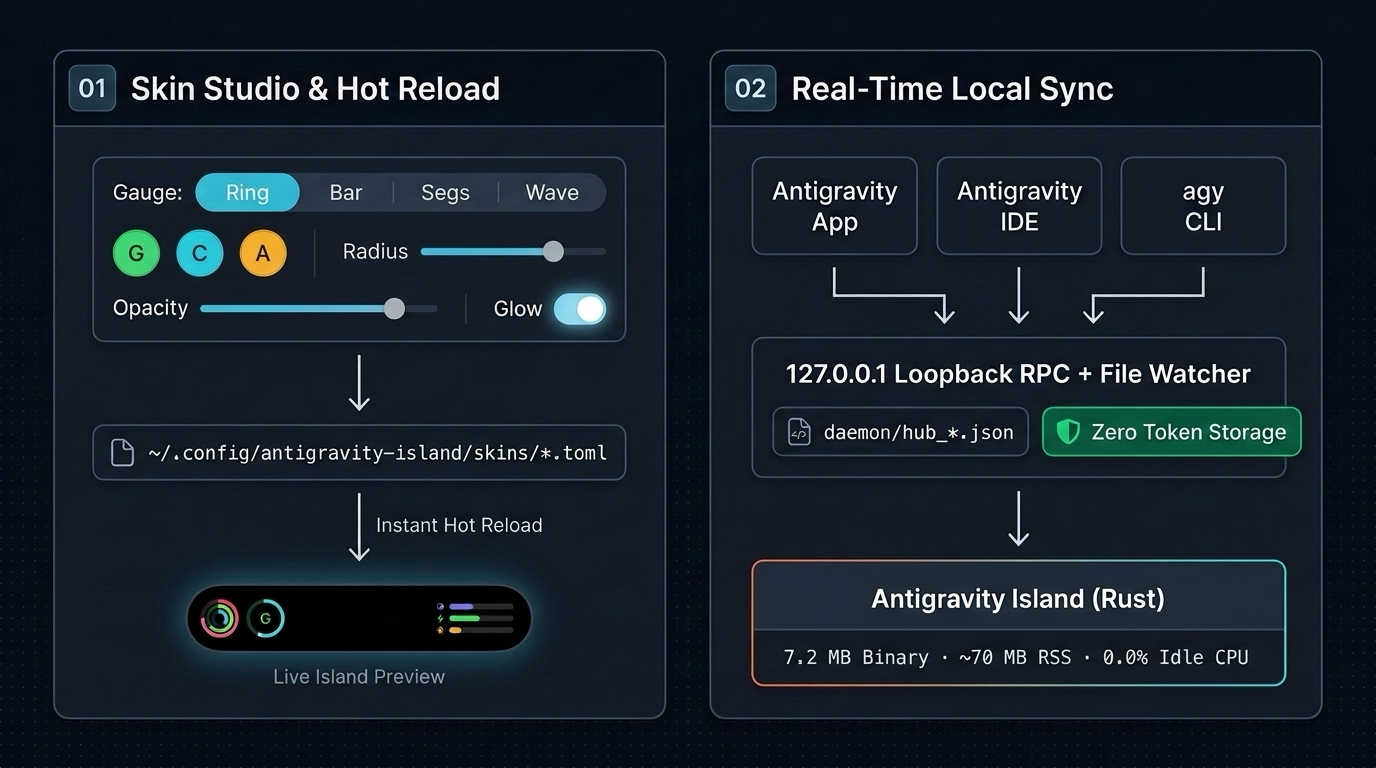 01 Skin Studio & Hot Reload
Gauge: Ring Bar Segs Wave
G C A Radius
Opacity Glow
~/.config/antigravity-island/skins/*.toml
Instant Hot Reload
G
Live Island Preview
02 Real-Time Local Sync
Antigravity
App
Antigravity
IDE
agy
CLI
127.0.0.1 Loopback RPC + File Watcher
daemon/hub_*.json
Zero Token Storage
Antigravity Island (Rust)
7.2 MB Binary · ~70 MB RSS · 0.0% Idle CPU